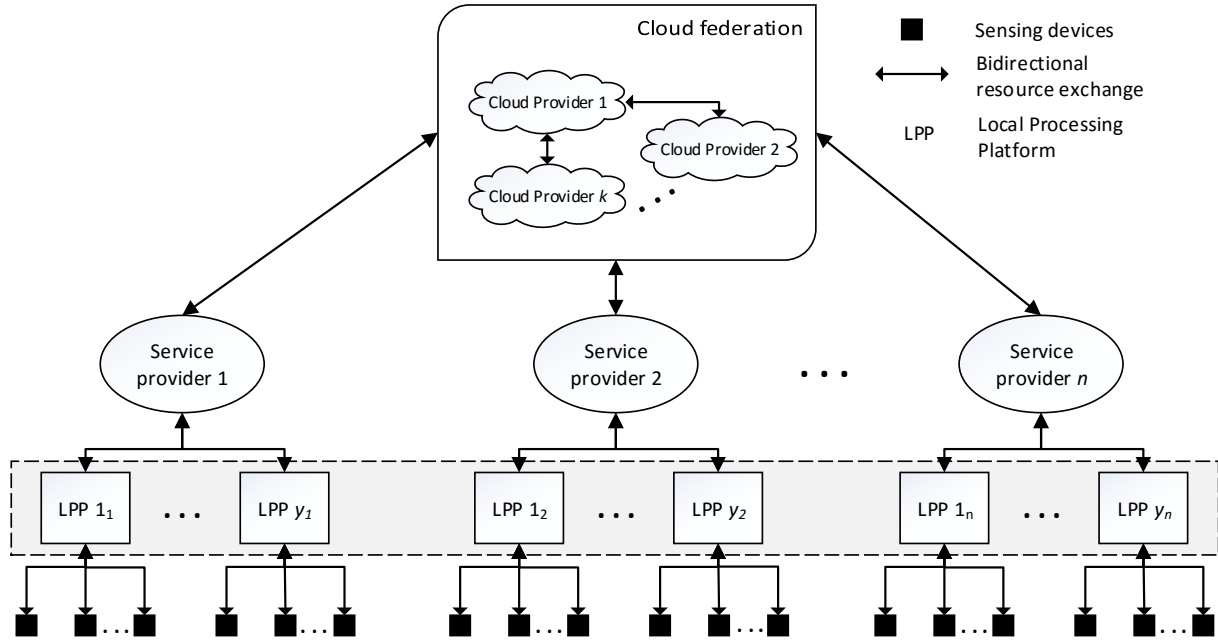 Cloud federation
Cloud Provider 1
Cloud Provider 2
Cloud Provider k
. . .
Sensing devices
Bidirectional
resource exchange
LPP
Local Processing
Platform
Service
provider 1
Service
provider 2
. . .
Service
provider n
LPP 1₁
. . .
LPP y₁
LPP 1₂
. . .
LPP y₂
LPP 1ₙ
. . .
LPP yₙ
. . .
. . .
. . .
. . .
. . .
. . .